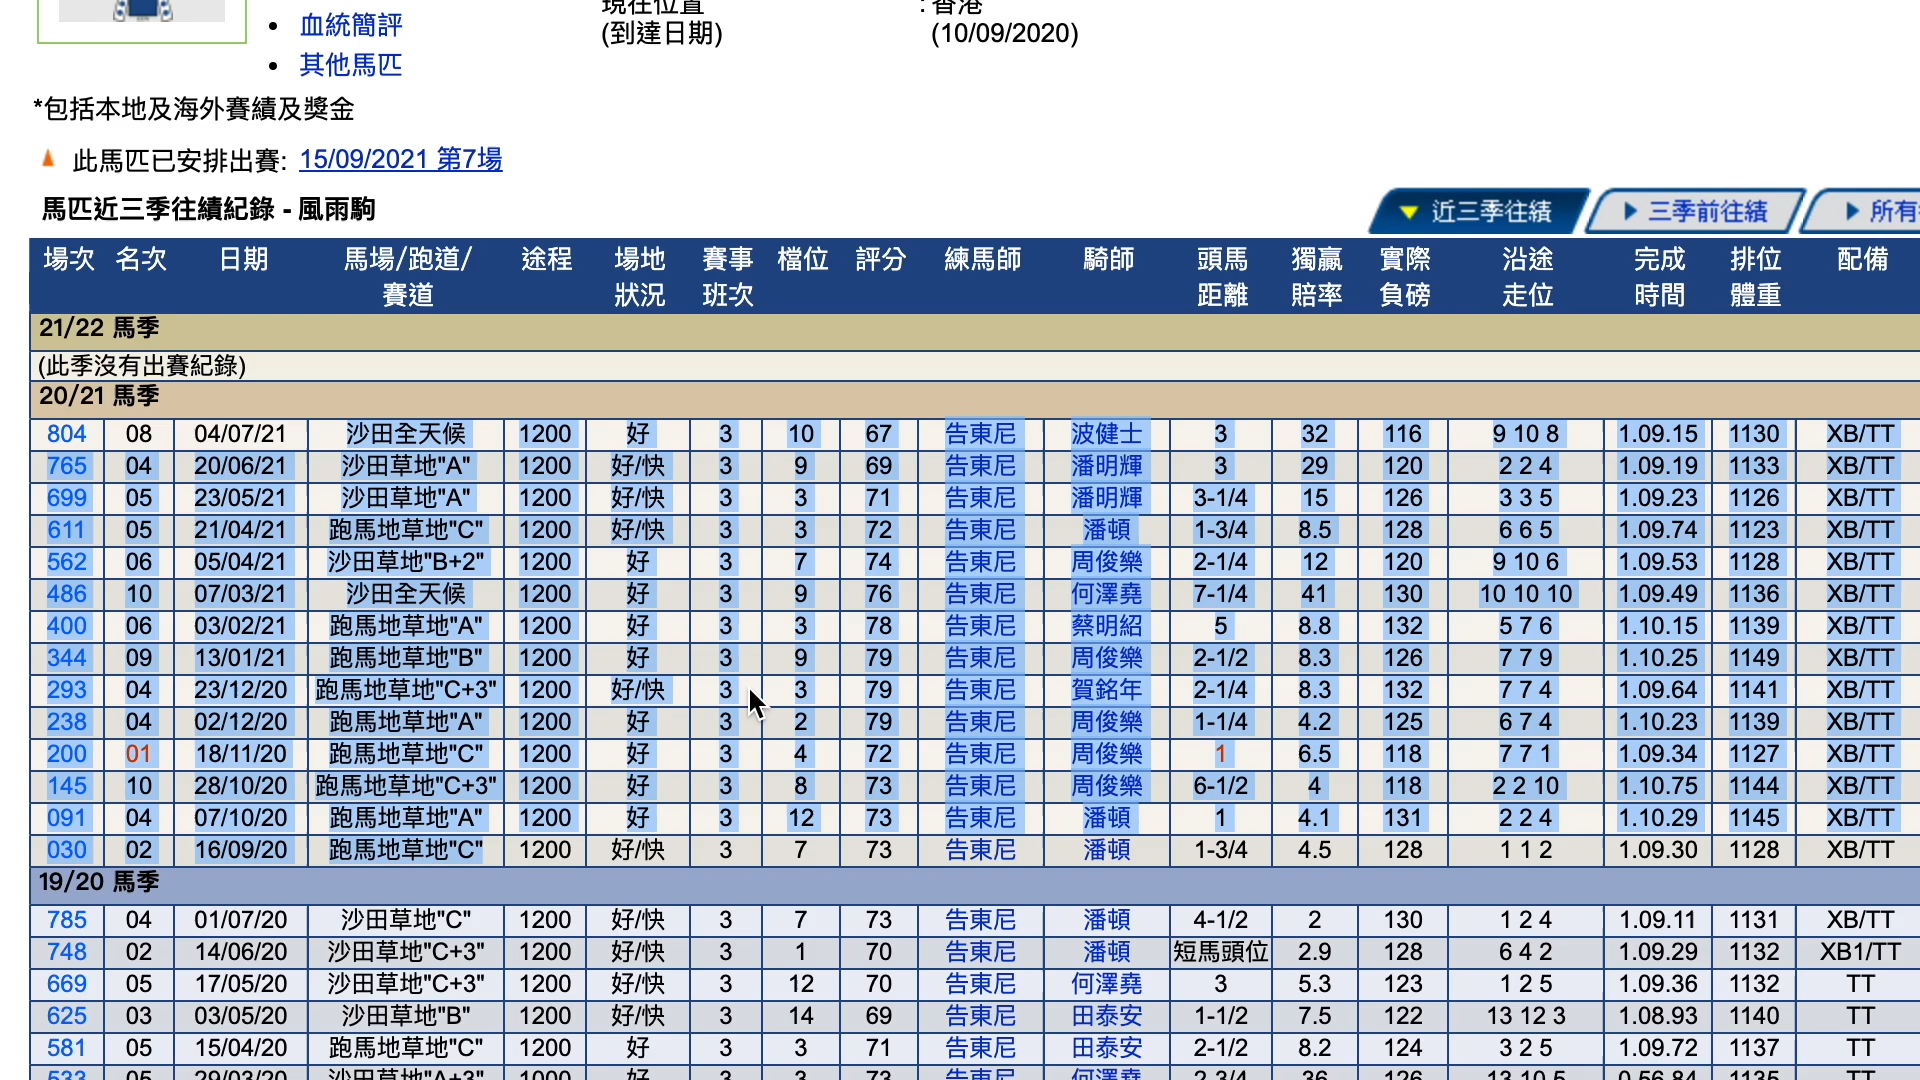 血統簡評
其他馬匹
現在位置 : 香港
(到達日期) (10/09/2020)
*包括本地及海外賽績及獎金
此馬匹已安排出賽: 15/09/2021 第7場
馬匹近三季往績紀錄 - 風雨駒
近三季往績 三季前往績 所有
場次 名次 日期 馬場/跑道/賽道 途程 場地狀況 賽事班次 檔位 評分 練馬師 騎師 頭馬距離 獨贏賠率 實際負磅 沿途走位 完成時間 排位體重 配備
21/22 馬季
(此季沒有出賽紀錄)
20/21 馬季
804 08 04/07/21 沙田全天候 1200 好 3 10 67 告東尼 波健士 3 32 116 9 10 8 1.09.15 1130 XB/TT
765 04 20/06/21 沙田草地"A" 1200 好/快 3 9 69 告東尼 潘明輝 3 29 120 2 2 4 1.09.19 1133 XB/TT
699 05 23/05/21 沙田草地"A" 1200 好/快 3 3 71 告東尼 潘明輝 3-1/4 15 126 3 3 5 1.09.23 1126 XB/TT
611 05 21/04/21 跑馬地草地"C" 1200 好/快 3 3 72 告東尼 潘頓 1-3/4 8.5 128 6 6 5 1.09.74 1123 XB/TT
562 06 05/04/21 沙田草地"B+2" 1200 好 3 7 74 告東尼 周俊樂 2-1/4 12 120 9 10 6 1.09.53 1128 XB/TT
486 10 07/03/21 沙田全天候 1200 好 3 9 76 告東尼 何澤堯 7-1/4 41 130 10 10 10 1.09.49 1136 XB/TT
400 06 03/02/21 跑馬地草地"A" 1200 好 3 3 78 告東尼 蔡明紹 5 8.8 132 5 7 6 1.10.15 1139 XB/TT
344 09 13/01/21 跑馬地草地"B" 1200 好 3 9 79 告東尼 周俊樂 2-1/2 8.3 126 7 7 9 1.10.25 1149 XB/TT
293 04 23/12/20 跑馬地草地"C+3" 1200 好/快 3 3 79 告東尼 賀銘年 2-1/4 8.3 132 7 7 4 1.09.64 1141 XB/TT
238 04 02/12/20 跑馬地草地"A" 1200 好 3 2 79 告東尼 周俊樂 1-1/4 4.2 125 6 7 4 1.10.23 1139 XB/TT
200 01 18/11/20 跑馬地草地"C" 1200 好 3 4 72 告東尼 周俊樂 1 6.5 118 7 7 1 1.09.34 1127 XB/TT
145 10 28/10/20 跑馬地草地"C+3" 1200 好 3 8 73 告東尼 周俊樂 6-1/2 4 118 2 2 10 1.10.75 1144 XB/TT
091 04 07/10/20 跑馬地草地"A" 1200 好 3 12 73 告東尼 潘頓 1 4.1 131 2 2 4 1.10.29 1145 XB/TT
030 02 16/09/20 跑馬地草地"C" 1200 好/快 3 7 73 告東尼 潘頓 1-3/4 4.5 128 1 1 2 1.09.30 1128 XB/TT
19/20 馬季
785 04 01/07/20 沙田草地"C" 1200 好/快 3 7 73 告東尼 潘頓 4-1/2 2 130 1 2 4 1.09.11 1131 XB/TT
748 02 14/06/20 沙田草地"C+3" 1200 好/快 3 1 70 告東尼 潘頓 短馬頭位 2.9 128 6 4 2 1.09.29 1132 XB1/TT
669 05 17/05/20 沙田草地"C+3" 1200 好/快 3 12 70 告東尼 何澤堯 3 5.3 123 1 2 5 1.09.36 1132 TT
625 03 03/05/20 沙田草地"B" 1200 好/快 3 14 69 告東尼 田泰安 1-1/2 7.5 122 13 12 3 1.08.93 1140 TT
581 05 15/04/20 跑馬地草地"C" 1200 好 3 3 71 告東尼 田泰安 2-1/2 8.2 124 3 2 5 1.09.72 1137 TT
533 05 29/03/20 沙田草地"A+3" 1000 好 3 3 73 告東尼 何澤堯 2-3/4 36 126 13 10 5 0.56.84 1135 TT